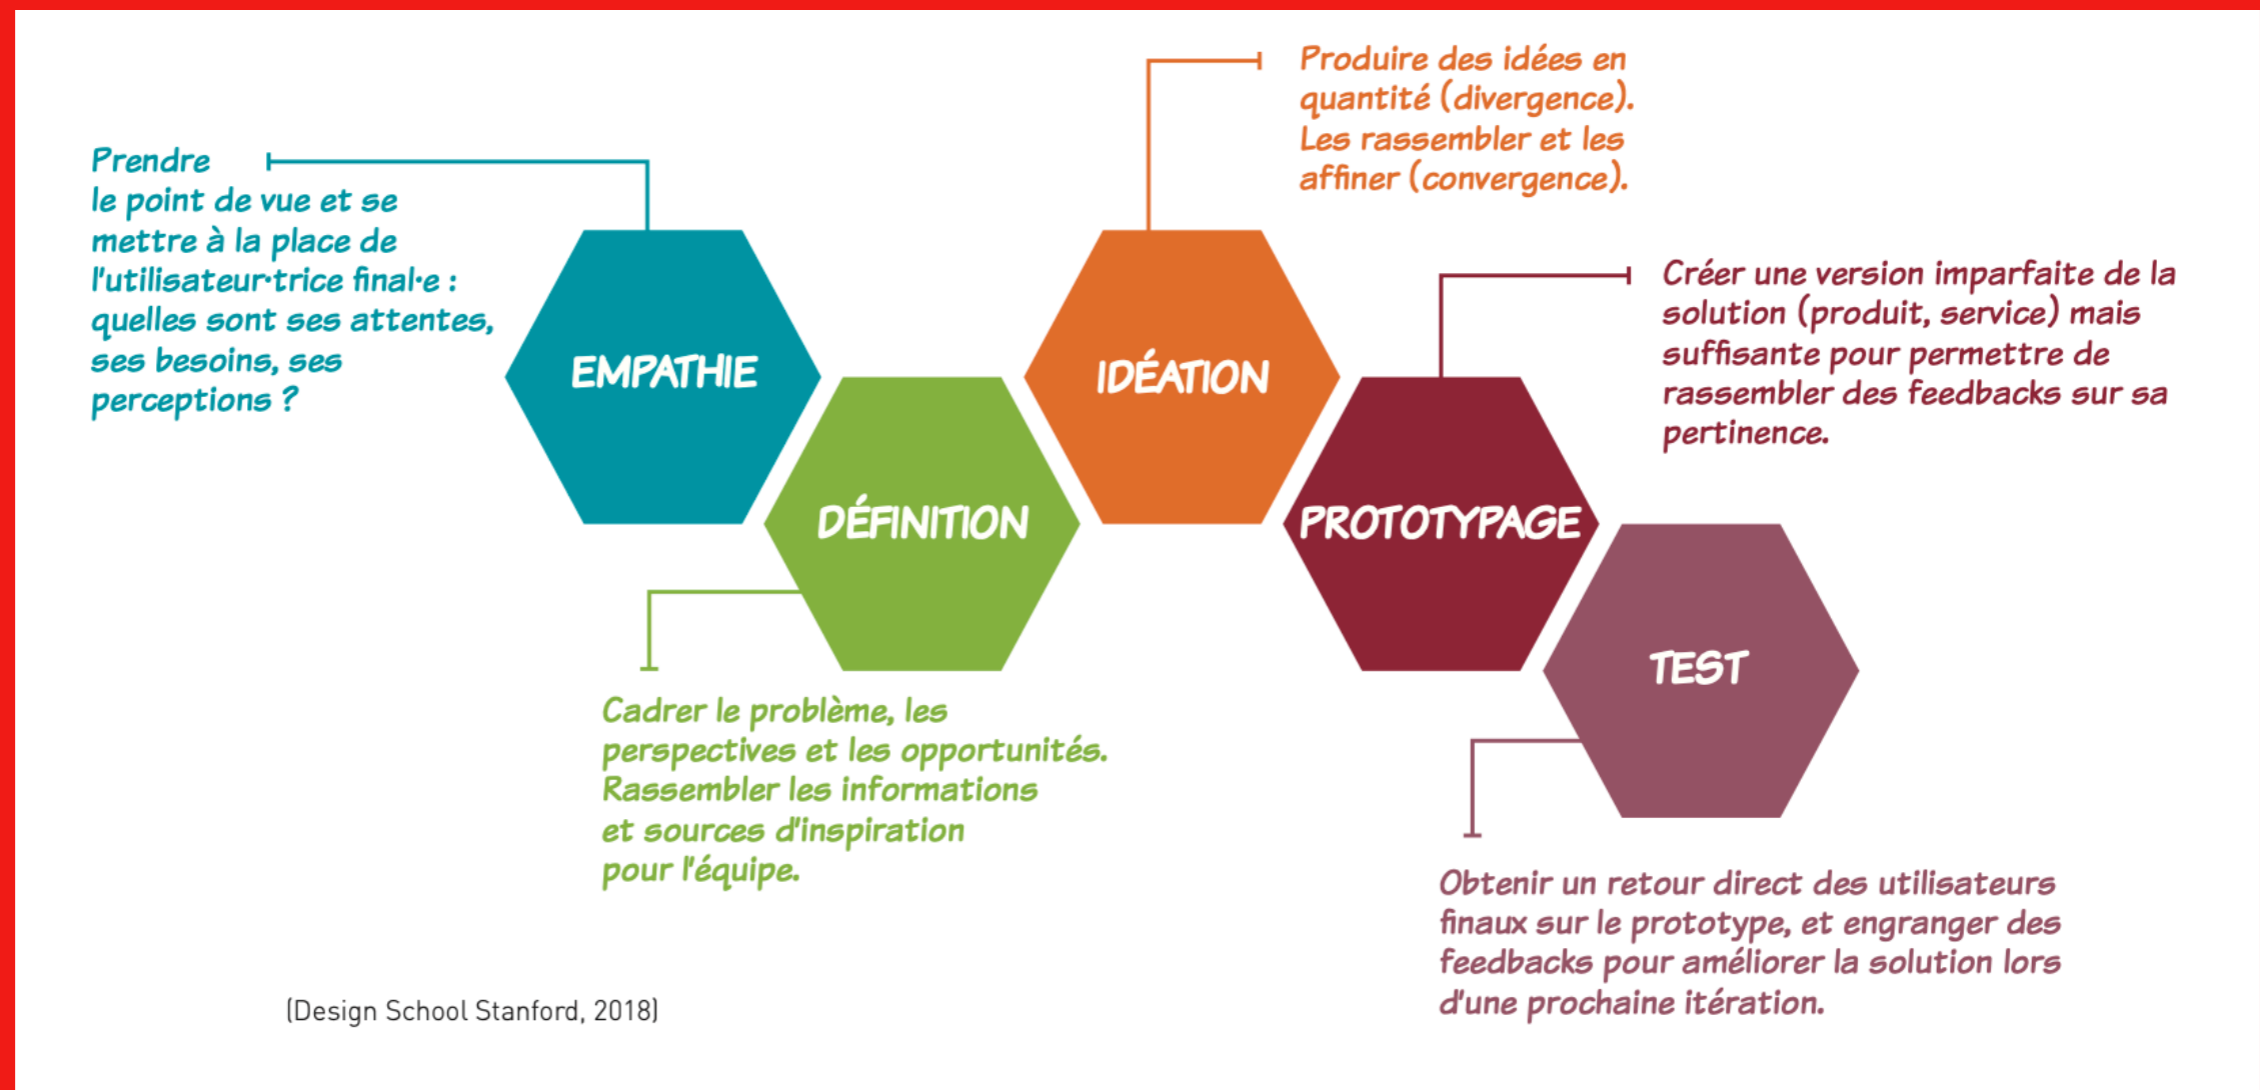 Prendre
le point de vue et se
mettre à la place de
l'utilisateur·trice final·e :
quelles sont ses attentes,
ses besoins, ses
perceptions ?
EMPATHIE
DÉFINITION
Cadrer le problème, les
perspectives et les opportunités.
Rassembler les informations
et sources d'inspiration
pour l'équipe.
Produire des idées en
quantité (divergence).
Les rassembler et les
affiner (convergence).
IDÉATION
Créer une version imparfaite de la
solution (produit, service) mais
suffisante pour permettre de
rassembler des feedbacks sur sa
pertinence.
PROTOTYPAGE
TEST
Obtenir un retour direct des utilisateurs
finaux sur le prototype, et engranger des
feedbacks pour améliorer la solution lors
d'une prochaine itération.
(Design School Stanford, 2018)